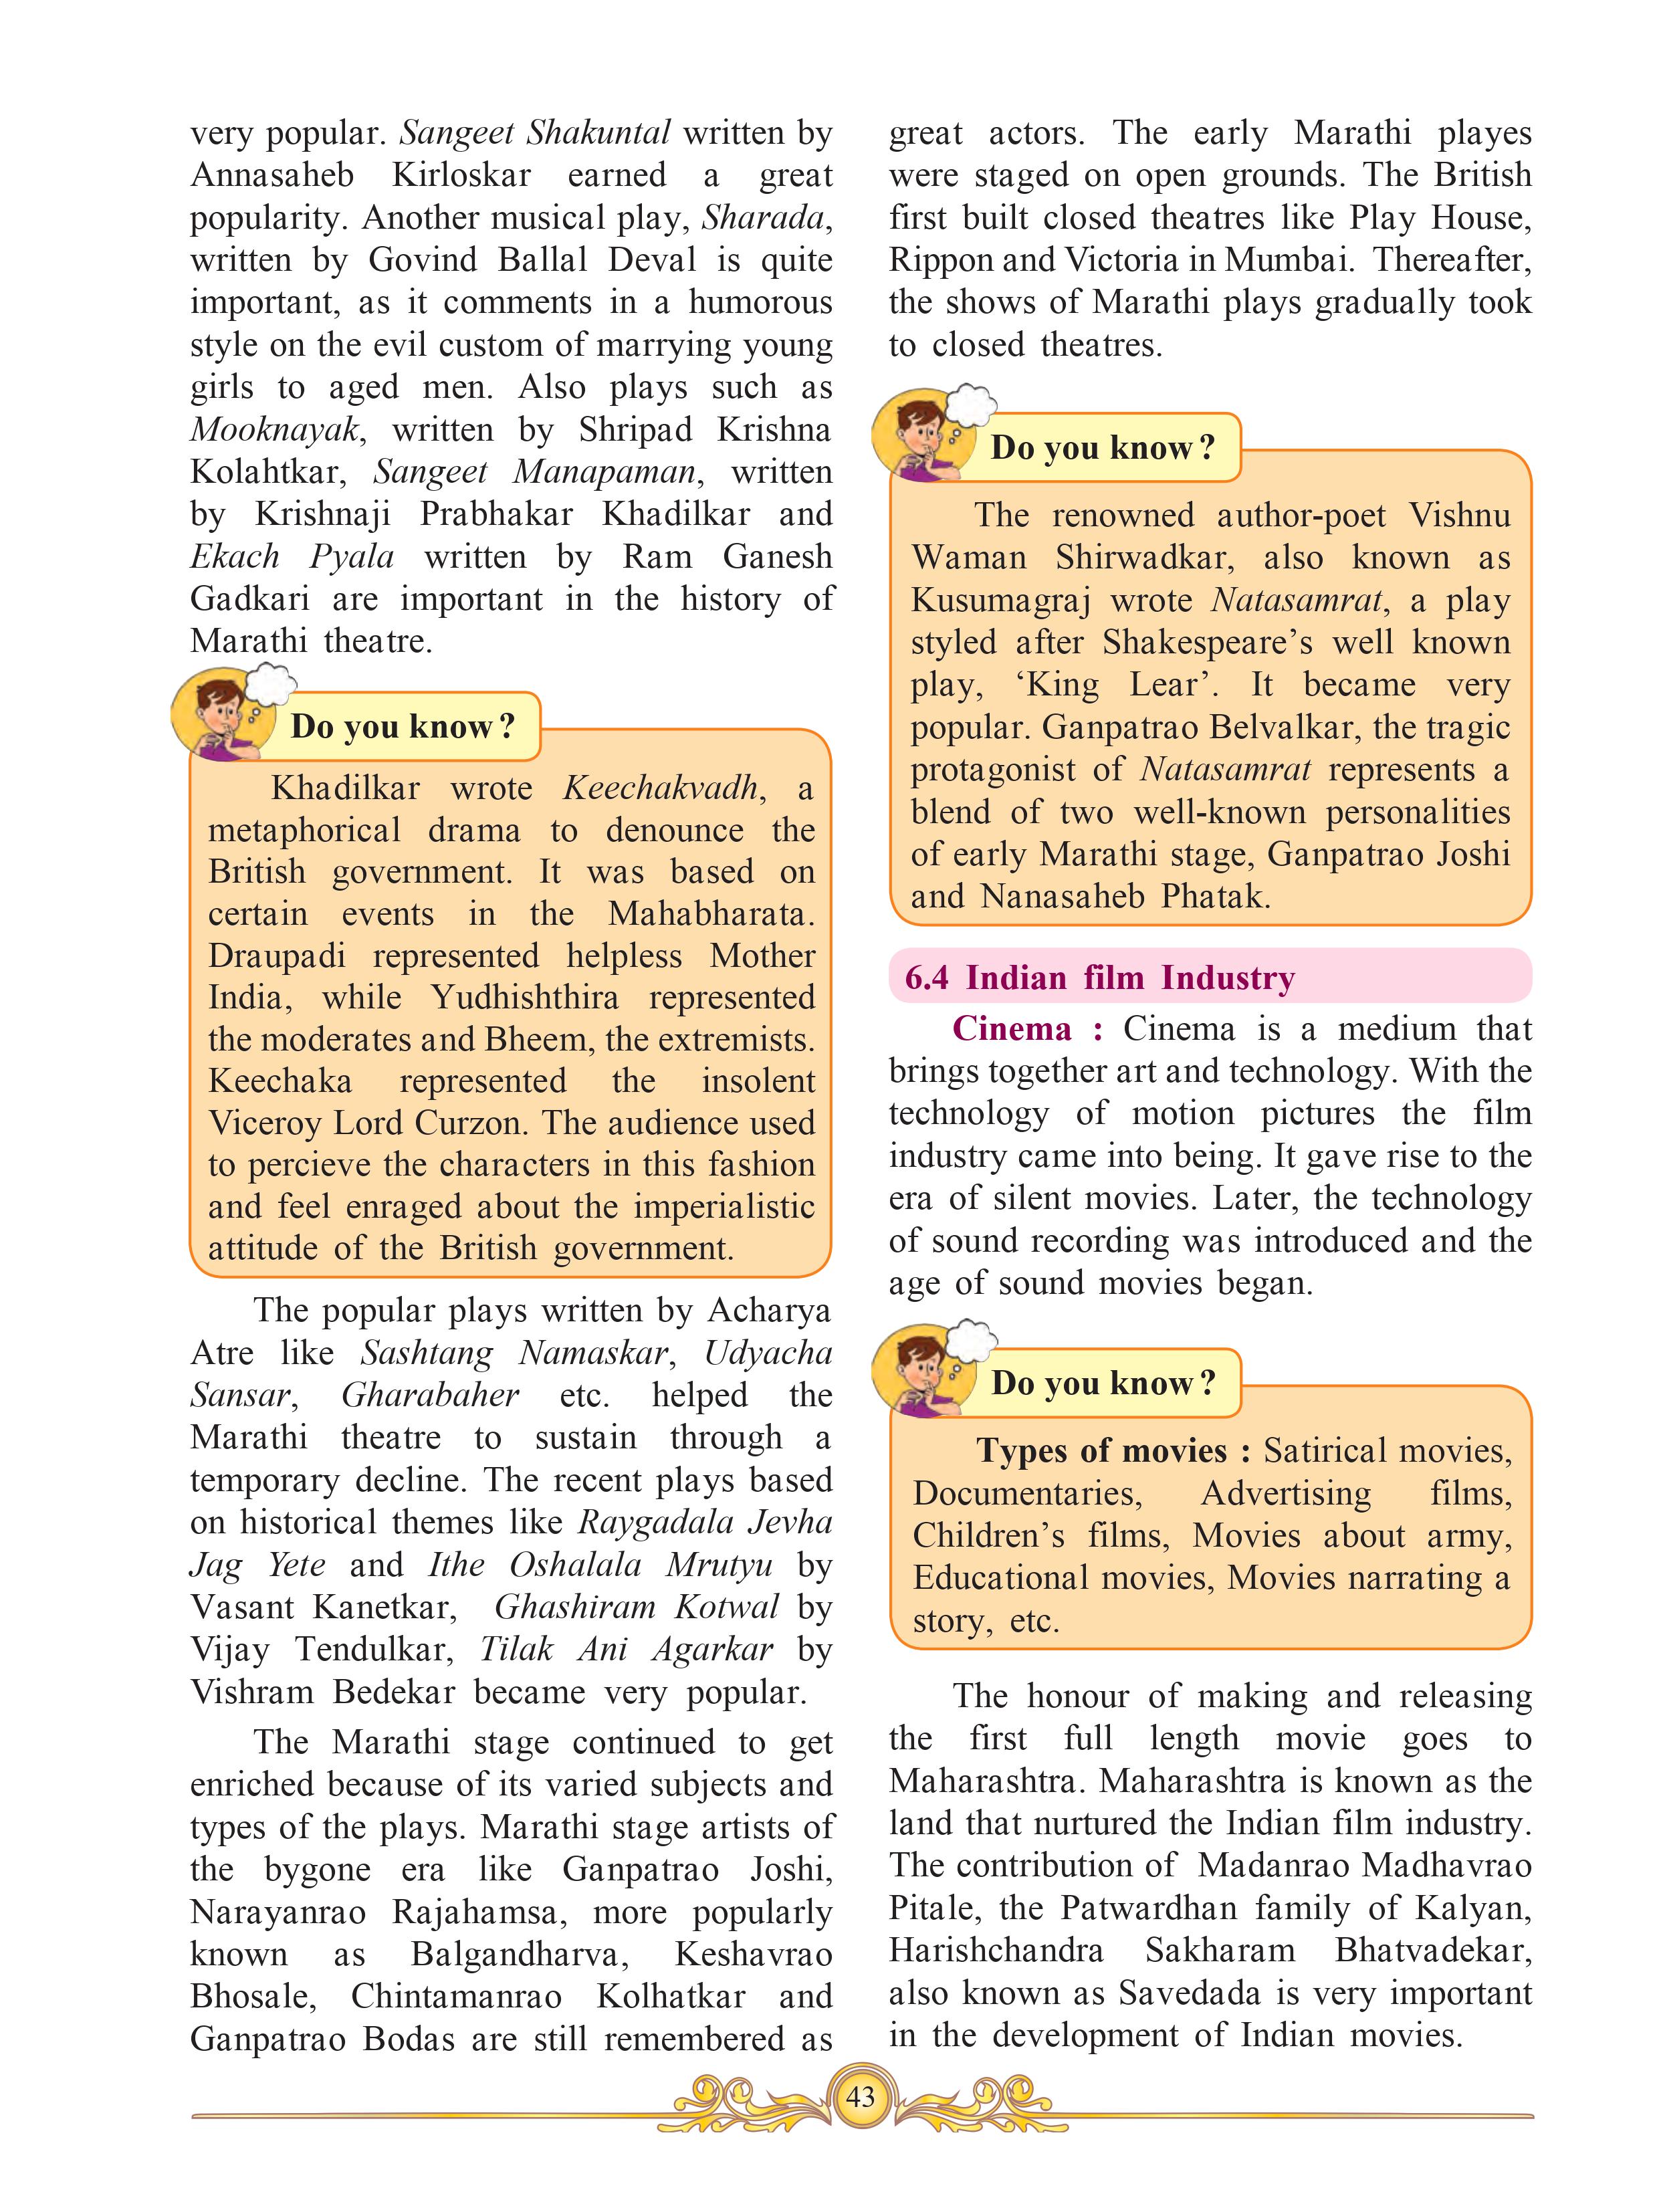 very popular. Sangeet Shakuntal written by
Annasaheb Kirloskar earned a great
popularity. Another musical play, Sharada,
written by Govind Ballal Deval is quite
important, as it comments in a humorous
style on the evil custom of marrying young
girls to aged men. Also plays such as
Mooknayak, written by Shripad Krishna
Kolahtkar, Sangeet Manapaman, written
by Krishnaji Prabhakar Khadilkar and
Ekach Pyala written by Ram Ganesh
Gadkari are important in the history of
Marathi theatre.
Do you know?
Khadilkar wrote Keechakvadh, a
metaphorical drama to denounce the
British government. It was based on
certain events in the Mahabharata.
Draupadi represented helpless Mother
India, while Yudhishthira represented
the moderates and Bheem, the extremists.
Keechaka represented the insolent
Viceroy Lord Curzon. The audience used
to percieve the characters in this fashion
and feel enraged about the imperialistic
attitude of the British government.
The popular plays written by Acharya
Atre like Sashtang Namaskar, Udyacha
Sansar, Gharabaher etc. helped the
Marathi theatre to sustain through a
temporary decline. The recent plays based
on historical themes like Raygadala Jevha
Jag Yete and Ithe Oshalala Mrutyu by
Vasant Kanetkar, Ghashiram Kotwal by
Vijay Tendulkar, Tilak Ani Agarkar by
Vishram Bedekar became very popular.
The Marathi stage continued to get
enriched because of its varied subjects and
types of the plays. Marathi stage artists of
the bygone era like Ganpatrao Joshi,
Narayanrao Rajahamsa, more popularly
known as Balgandharva, Keshavrao
Bhosale, Chintamanrao Kolhatkar and
Ganpatrao Bodas are still remembered as
great actors. The early Marathi playes
were staged on open grounds. The British
first built closed theatres like Play House,
Rippon and Victoria in Mumbai. Thereafter,
the shows of Marathi plays gradually took
to closed theatres.
Do you know?
The renowned author-poet Vishnu
Waman Shirwadkar, also known as
Kusumagraj wrote Natasamrat, a play
styled after Shakespeare’s well known
play, ‘King Lear’. It became very
popular. Ganpatrao Belvalkar, the tragic
protagonist of Natasamrat represents a
blend of two well-known personalities
of early Marathi stage, Ganpatrao Joshi
and Nanasaheb Phatak.
6.4 Indian film Industry
Cinema : Cinema is a medium that
brings together art and technology. With the
technology of motion pictures the film
industry came into being. It gave rise to the
era of silent movies. Later, the technology
of sound recording was introduced and the
age of sound movies began.
Do you know?
Types of movies : Satirical movies,
Documentaries, Advertising films,
Children’s films, Movies about army,
Educational movies, Movies narrating a
story, etc.
The honour of making and releasing
the first full length movie goes to
Maharashtra. Maharashtra is known as the
land that nurtured the Indian film industry.
The contribution of Madanrao Madhavrao
Pitale, the Patwardhan family of Kalyan,
Harishchandra Sakharam Bhatvadekar,
also known as Savedada is very important
in the development of Indian movies.
43